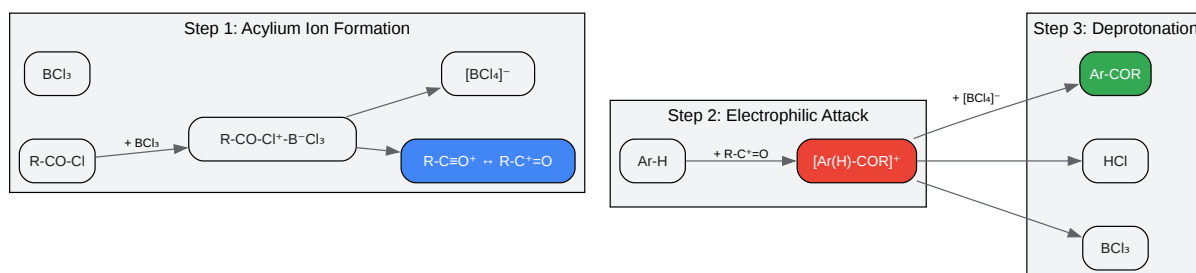 Step 1: Acylium Ion Formation
BCl₃
[BCl₄]⁻
R-CO-Cl
+ BCl₃
R-CO-Cl⁺-B⁻Cl₃
R-C≡O⁺ ↔ R-C⁺=O
Step 2: Electrophilic Attack
Ar-H
+ R-C⁺=O
[Ar(H)-COR]⁺
Step 3: Deprotonation
+ [BCl₄]⁻
Ar-COR
HCl
BCl₃